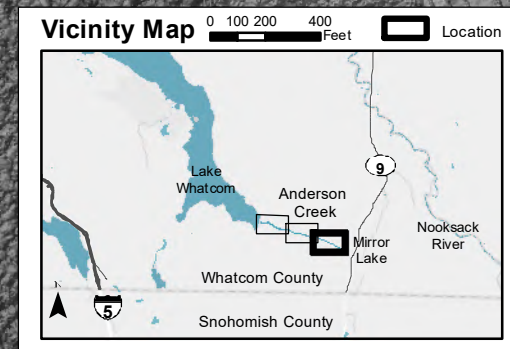 Vicinity Map
0 100 200 400
Feet
Location
Lake
Whatcom
Anderson
Creek
9
Mirror
Lake
Nooksack
River
Whatcom County
5
Snohomish County